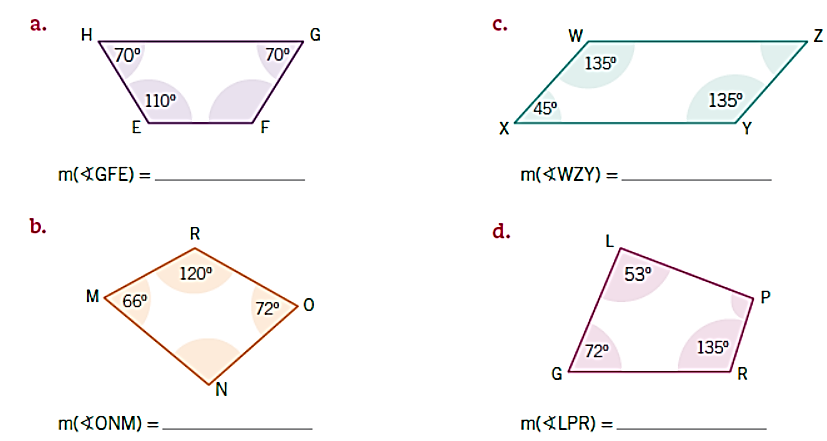 a.
H
G
70º
70º
110º
E
F
m(∢GFE) =
b.
R
120º
M
66º
72º
O
N
m(∢ONM) =
c.
W
Z
135º
45º
135º
X
Y
m(∢WZY) =
d.
L
53º
P
72º
135º
G
R
m(∢LPR) =